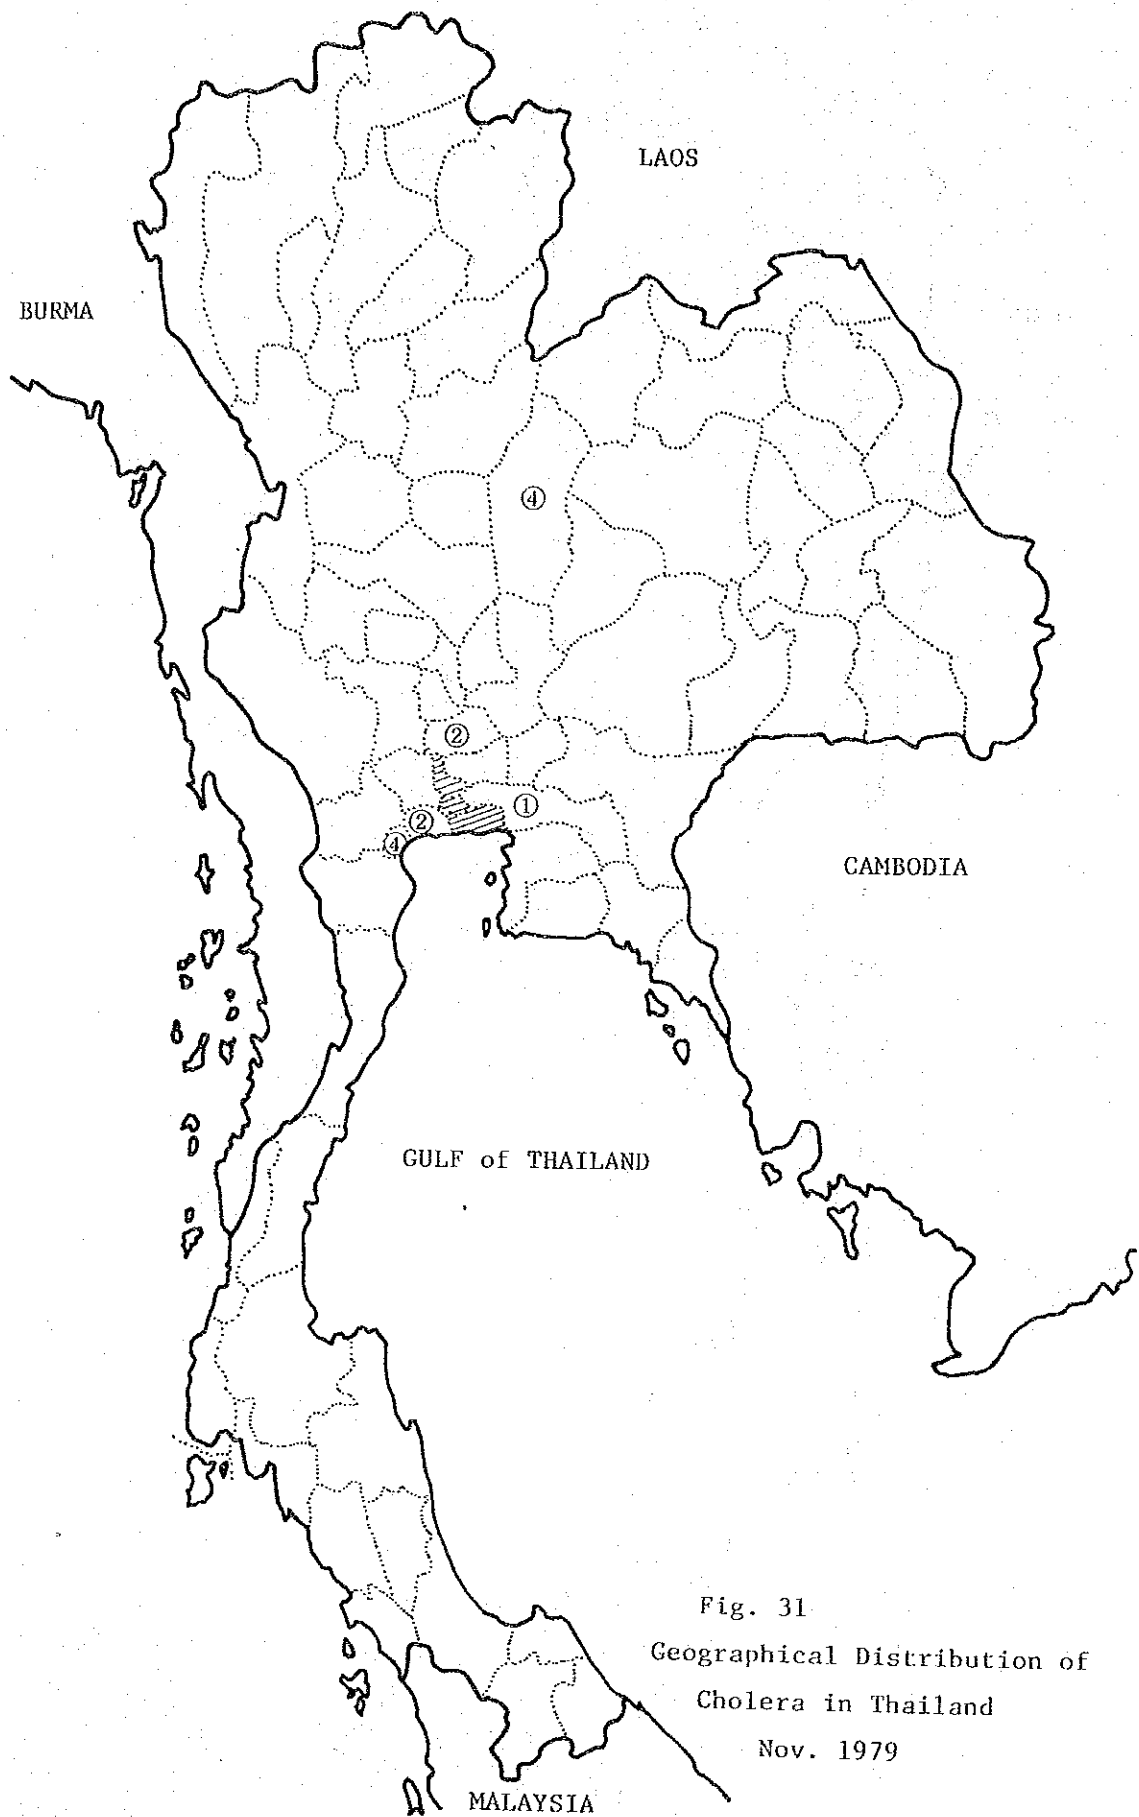 LAOS
BURMA
④
②
①
②
④
CAMBODIA
GULF of THAILAND
Fig. 31
Geographical Distribution of
Cholera in Thailand
Nov. 1979
MALAYSIA